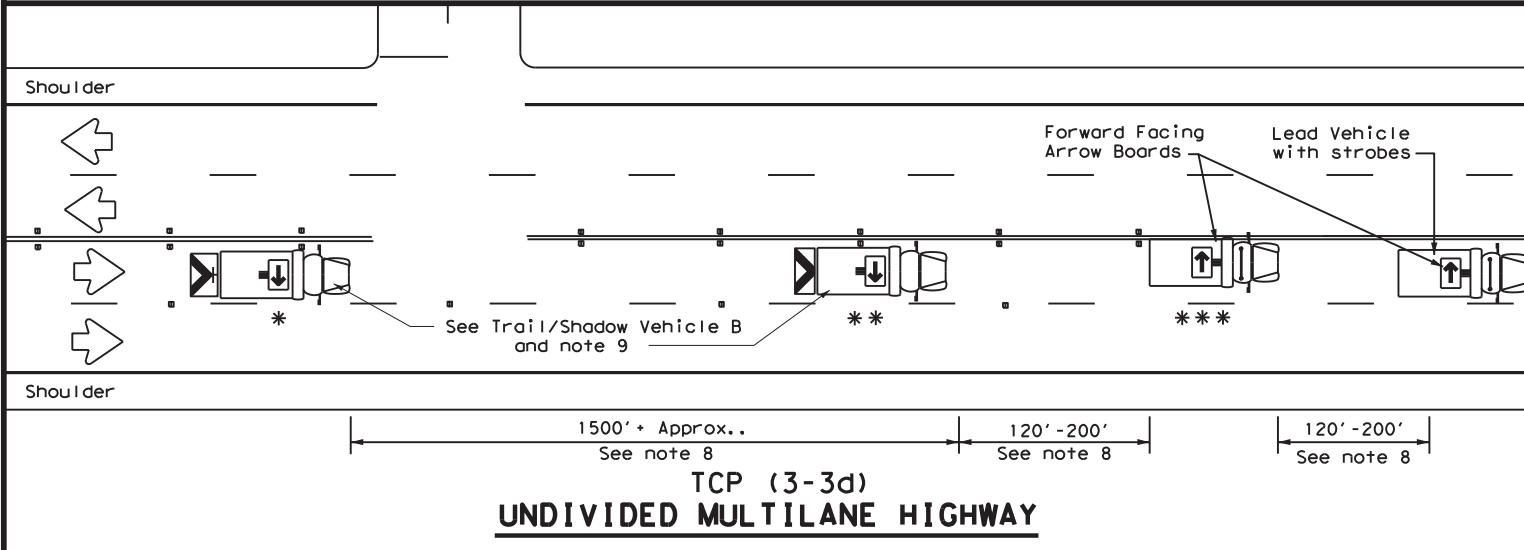 Shoulder
Forward Facing
Arrow Boards
Lead Vehicle
with strobes
*
**
***
See Trail/Shadow Vehicle B
and note 9
Shoulder
1500'+ Approx..
See note 8
120'-200'
See note 8
120'-200'
See note 8
TCP (3-3d)
UNDIVIDED MULTILANE HIGHWAY